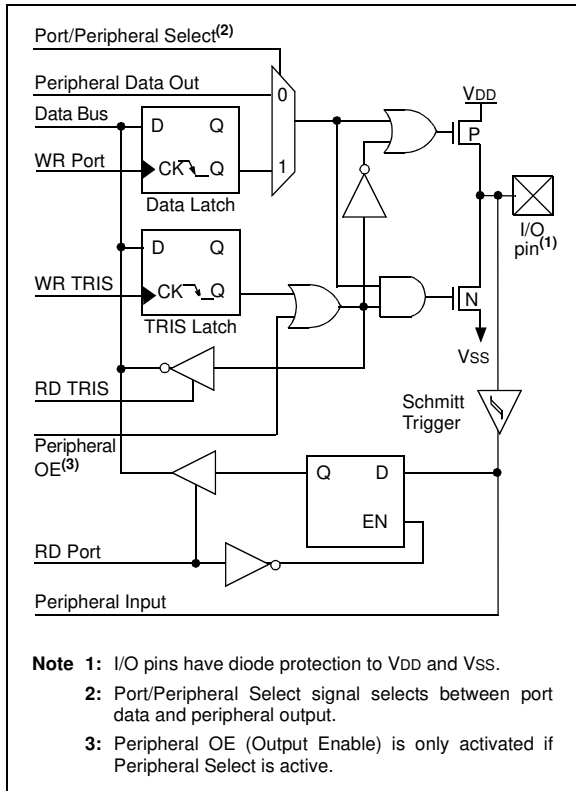 Port/Peripheral Select(2)
Peripheral Data Out
Data Bus
WR Port
D Q
CK Q
Data Latch
0
1
VDD
P
I/O
pin(1)
D Q
WR TRIS
CK Q
TRIS Latch
N
VSS
RD TRIS
Schmitt
Trigger
Peripheral
OE(3)
Q D
EN
RD Port
Peripheral Input
Note 1: I/O pins have diode protection to VDD and VSS.
2: Port/Peripheral Select signal selects between port
data and peripheral output.
3: Peripheral OE (Output Enable) is only activated if
Peripheral Select is active.